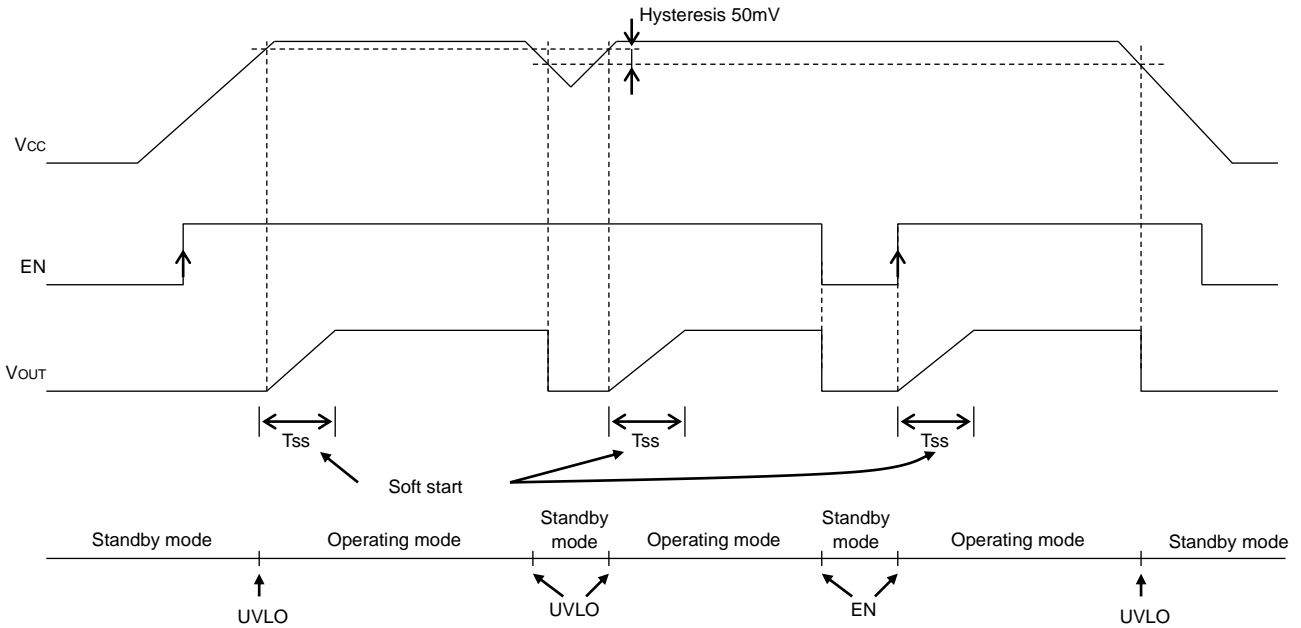 Hysteresis 50mV
VCC
EN
VOUT
Tss Tss Tss
Soft start
Standby mode Operating mode Standby mode Operating mode Standby mode Operating mode Standby mode
UVLO UVLO EN UVLO